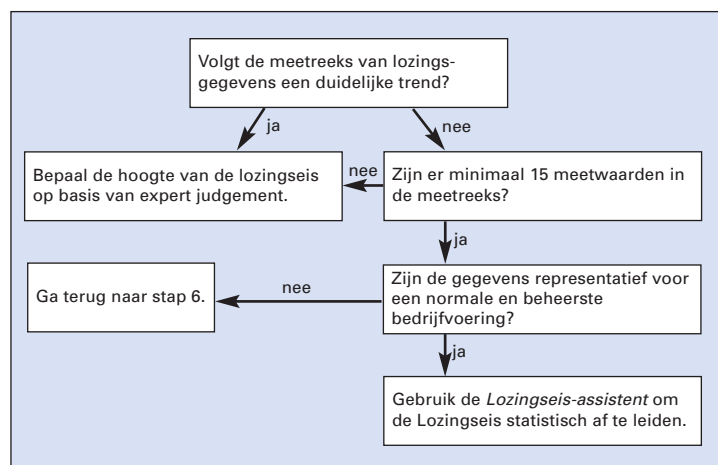 Volgt de meetreeks van lozings-
gegevens een duidelijke trend?
ja
nee
Bepaal de hoogte van de lozingseis
op basis van expert judgement.
nee
Zijn er minimaal 15 meetwaarden in
de meetreeks?
ja
Ga terug naar stap 6.
nee
Zijn de gegevens representatief voor
een normale en beheerste
bedrijfvoering?
ja
Gebruik de Lozingseis-assistent om
de Lozingseis statistisch af te leiden.